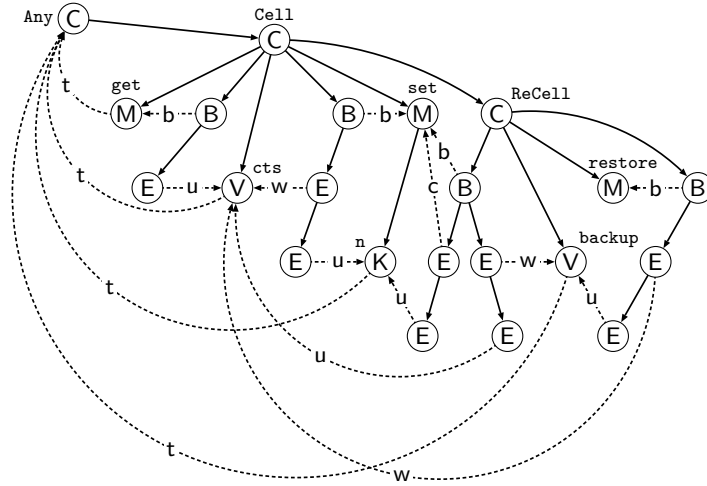 Any C Cell C
get set ReCell
t M b B B b M C
b restore
cts c M b B
E u V w E B
t
n backup
E u K E E w V E
t u u
E E E
u
t
w